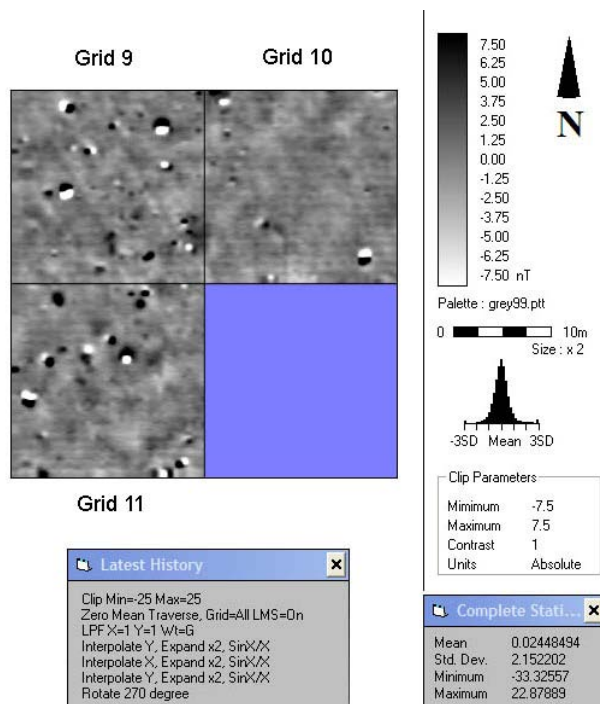 Grid 9
Grid 10
Grid 11
7.50
6.25
5.00
3.75
2.50
1.25
0.00
-1.25
-2.50
-3.75
-5.00
-6.25
-7.50 nT
N
Palette : grey99.ptt
0 10m
Size : x 2
-3SD Mean 3SD
Clip Parameters
Mimimum -7.5
Maximum 7.5
Contrast 1
Units Absolute
Latest History
Clip Min=-25 Max=25
Zero Mean Traverse, Grid=All LMS=On
LPF X=1 Y=1 Wt=G
Interpolate Y, Expand x2, SinX/X
Interpolate X, Expand x2, SinX/X
Interpolate Y, Expand x2, SinX/X
Rotate 270 degree
Complete Stati...
Mean 0.02448494
Std. Dev. 2.152202
Minimum -33.32557
Maximum 22.87889